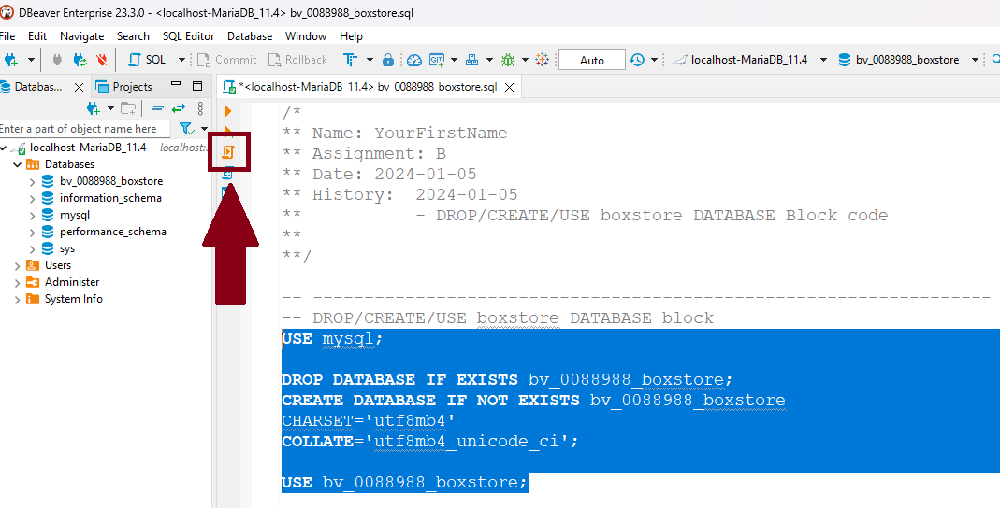 DBeaver Enterprise 23.3.0 - <localhost-MariaDB_11.4> bv_0088988_boxstore.sql
File Edit Navigate Search SQL Editor Database Window Help
SQL Commit Rollback Auto localhost-MariaDB_11.4 bv_0088988_boxstore
Databas... Projects
Enter a part of object name here
localhost-MariaDB_11.4 - localhost:
Databases
bv_0088988_boxstore
information_schema
mysql
performance_schema
sys
Users
Administer
System Info
*<localhost-MariaDB_11.4> bv_0088988_boxstore.sql
/*
** Name: YourFirstName
** Assignment: B
** Date: 2024-01-05
** History:  2024-01-05
**           - DROP/CREATE/USE boxstore DATABASE Block code
**
**/
-- -------------------------------------------------------------------
-- DROP/CREATE/USE boxstore DATABASE block
USE mysql;
DROP DATABASE IF EXISTS bv_0088988_boxstore;
CREATE DATABASE IF NOT EXISTS bv_0088988_boxstore
CHARSET='utf8mb4'
COLLATE='utf8mb4_unicode_ci';
USE bv_0088988_boxstore;